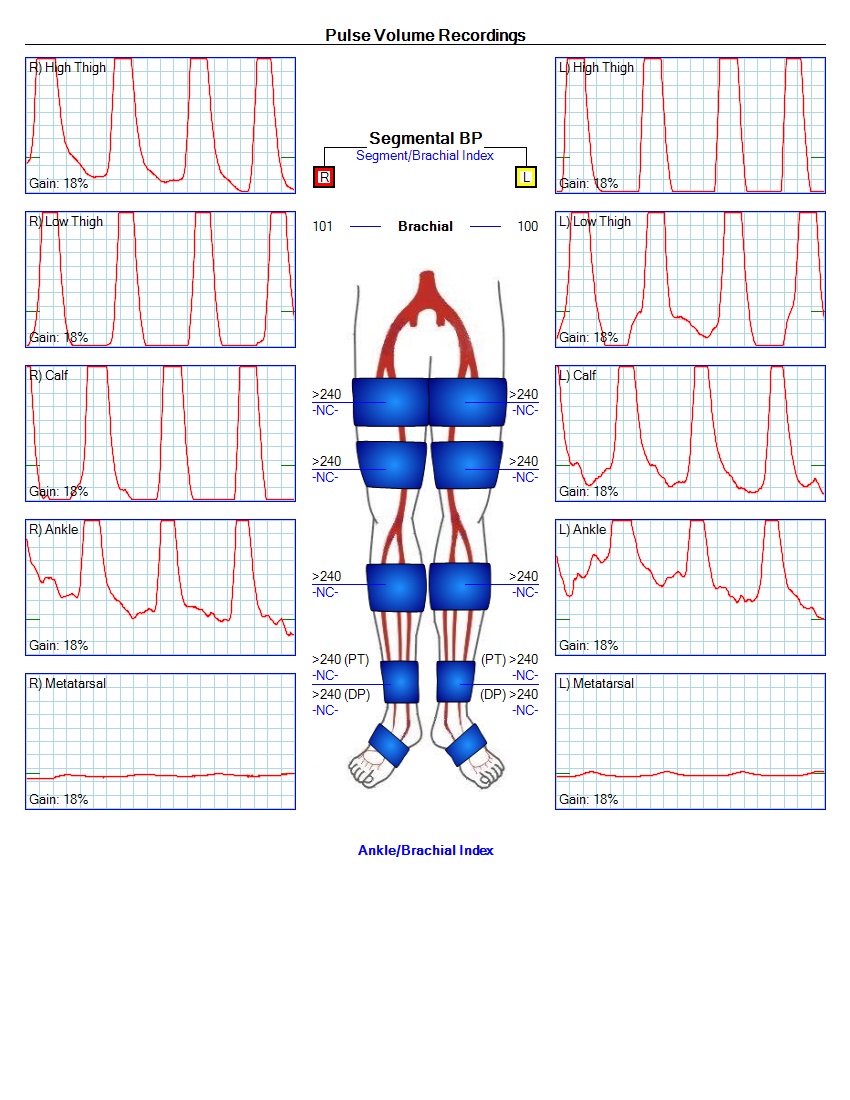 Pulse Volume Recordings
R) High Thigh
Gain: 18%
R) Low Thigh
Gain: 18%
R) Calf
Gain: 18%
R) Ankle
Gain: 18%
R) Metatarsal
Gain: 18%
Segmental BP
Segment/Brachial Index
R
L
101 Brachial 100
>240 >240
-NC- -NC-
>240 >240
-NC- -NC-
>240 >240
-NC- -NC-
>240 (PT) (PT) >240
-NC- -NC-
>240 (DP) (DP) >240
-NC- -NC-
Ankle/Brachial Index
L) High Thigh
Gain: 18%
L) Low Thigh
Gain: 18%
L) Calf
Gain: 18%
L) Ankle
Gain: 18%
L) Metatarsal
Gain: 18%